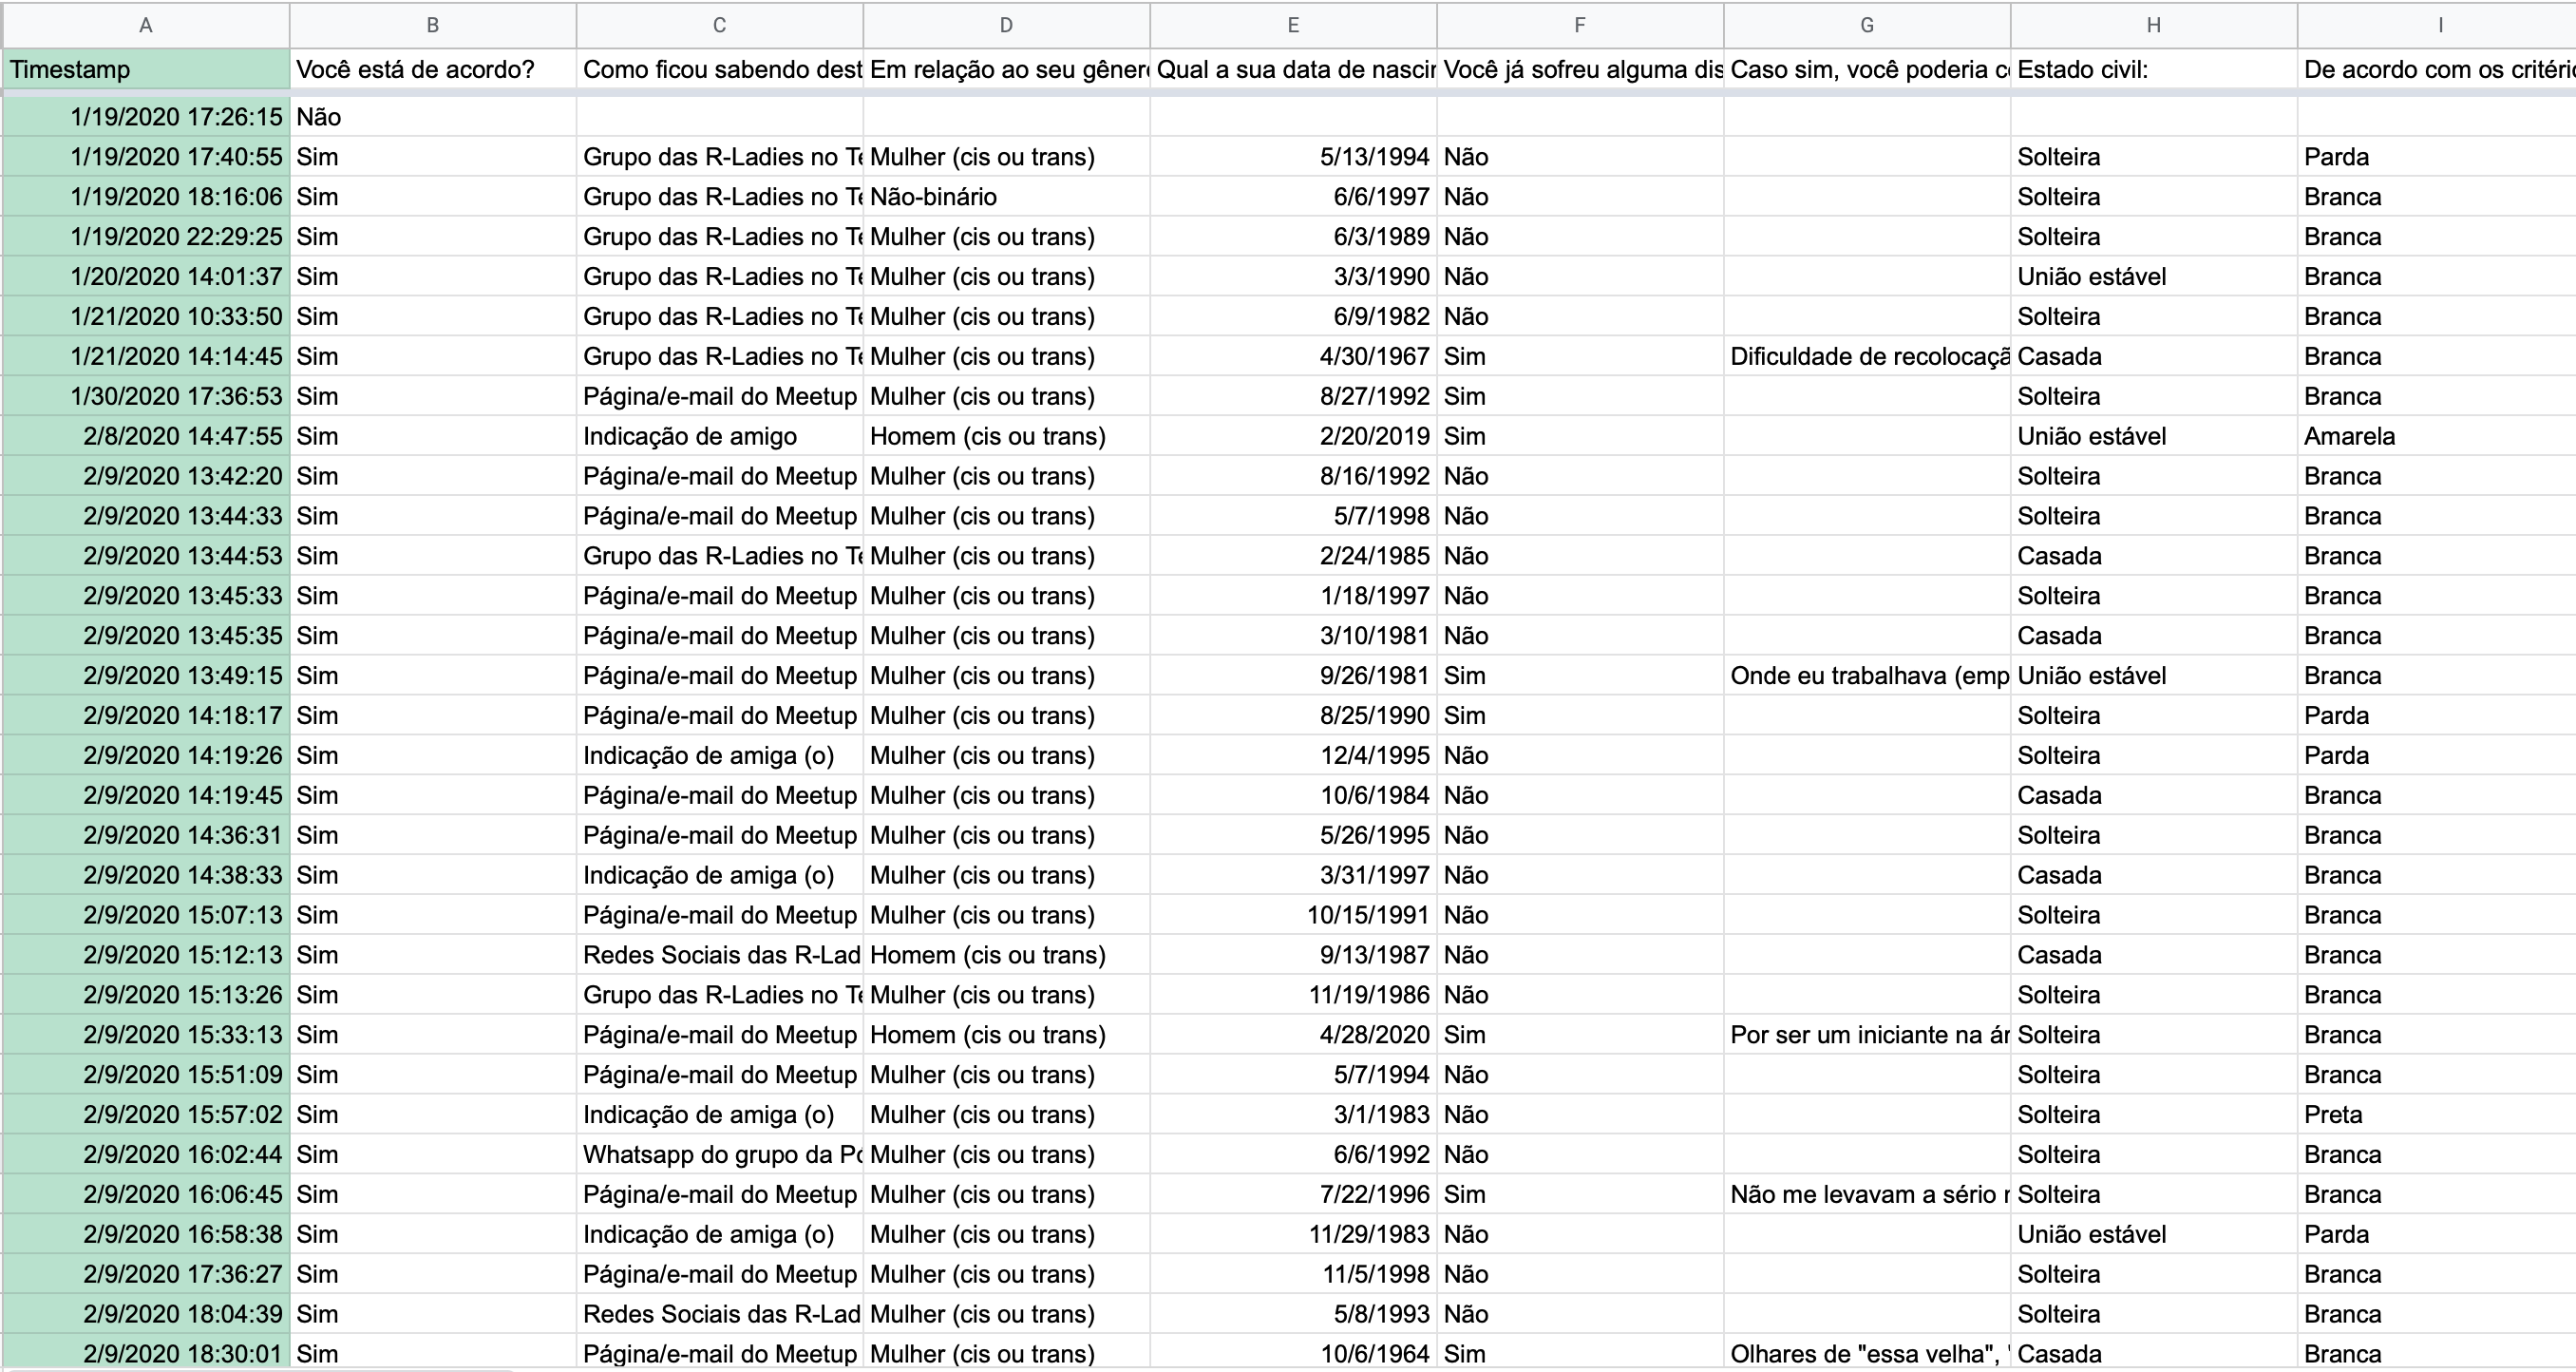 A B C D E F G H I
Timestamp Você está de acordo? Como ficou sabendo dest Em relação ao seu gêner Qual a sua data de nascir Você já sofreu alguma dis Caso sim, você poderia c Estado civil: De acordo com os critéri
1/19/2020 17:26:15 Não
1/19/2020 17:40:55 Sim Grupo das R-Ladies no Te Mulher (cis ou trans) 5/13/1994 Não Solteira Parda
1/19/2020 18:16:06 Sim Grupo das R-Ladies no Te Não-binário 6/6/1997 Não Solteira Branca
1/19/2020 22:29:25 Sim Grupo das R-Ladies no Te Mulher (cis ou trans) 6/3/1989 Não Solteira Branca
1/20/2020 14:01:37 Sim Grupo das R-Ladies no Te Mulher (cis ou trans) 3/3/1990 Não União estável Branca
1/21/2020 10:33:50 Sim Grupo das R-Ladies no Te Mulher (cis ou trans) 6/9/1982 Não Solteira Branca
1/21/2020 14:14:45 Sim Grupo das R-Ladies no Te Mulher (cis ou trans) 4/30/1967 Sim Dificuldade de recolocaçã Casada Branca
1/30/2020 17:36:53 Sim Página/e-mail do Meetup Mulher (cis ou trans) 8/27/1992 Sim Solteira Branca
2/8/2020 14:47:55 Sim Indicação de amigo Homem (cis ou trans) 2/20/2019 Sim União estável Amarela
2/9/2020 13:42:20 Sim Página/e-mail do Meetup Mulher (cis ou trans) 8/16/1992 Não Solteira Branca
2/9/2020 13:44:33 Sim Página/e-mail do Meetup Mulher (cis ou trans) 5/7/1998 Não Solteira Branca
2/9/2020 13:44:53 Sim Grupo das R-Ladies no Te Mulher (cis ou trans) 2/24/1985 Não Casada Branca
2/9/2020 13:45:33 Sim Página/e-mail do Meetup Mulher (cis ou trans) 1/18/1997 Não Solteira Branca
2/9/2020 13:45:35 Sim Página/e-mail do Meetup Mulher (cis ou trans) 3/10/1981 Não Casada Branca
2/9/2020 13:49:15 Sim Página/e-mail do Meetup Mulher (cis ou trans) 9/26/1981 Sim Onde eu trabalhava (emp União estável Branca
2/9/2020 14:18:17 Sim Página/e-mail do Meetup Mulher (cis ou trans) 8/25/1990 Sim Solteira Parda
2/9/2020 14:19:26 Sim Indicação de amiga (o) Mulher (cis ou trans) 12/4/1995 Não Solteira Parda
2/9/2020 14:19:45 Sim Página/e-mail do Meetup Mulher (cis ou trans) 10/6/1984 Não Casada Branca
2/9/2020 14:36:31 Sim Página/e-mail do Meetup Mulher (cis ou trans) 5/26/1995 Não Solteira Branca
2/9/2020 14:38:33 Sim Indicação de amiga (o) Mulher (cis ou trans) 3/31/1997 Não Casada Branca
2/9/2020 15:07:13 Sim Página/e-mail do Meetup Mulher (cis ou trans) 10/15/1991 Não Solteira Branca
2/9/2020 15:12:13 Sim Redes Sociais das R-Lad Homem (cis ou trans) 9/13/1987 Não Casada Branca
2/9/2020 15:13:26 Sim Grupo das R-Ladies no Te Mulher (cis ou trans) 11/19/1986 Não Solteira Branca
2/9/2020 15:33:13 Sim Página/e-mail do Meetup Homem (cis ou trans) 4/28/2020 Sim Por ser um iniciante na ár Solteira Branca
2/9/2020 15:51:09 Sim Página/e-mail do Meetup Mulher (cis ou trans) 5/7/1994 Não Solteira Branca
2/9/2020 15:57:02 Sim Indicação de amiga (o) Mulher (cis ou trans) 3/1/1983 Não Solteira Preta
2/9/2020 16:02:44 Sim Whatsapp do grupo da Po Mulher (cis ou trans) 6/6/1992 Não Solteira Branca
2/9/2020 16:06:45 Sim Página/e-mail do Meetup Mulher (cis ou trans) 7/22/1996 Sim Não me levavam a sério Solteira Branca
2/9/2020 16:58:38 Sim Indicação de amiga (o) Mulher (cis ou trans) 11/29/1983 Não União estável Parda
2/9/2020 17:36:27 Sim Página/e-mail do Meetup Mulher (cis ou trans) 11/5/1998 Não Solteira Branca
2/9/2020 18:04:39 Sim Redes Sociais das R-Lad Mulher (cis ou trans) 5/8/1993 Não Solteira Branca
2/9/2020 18:30:01 Sim Página/e-mail do Meetup Mulher (cis ou trans) 10/6/1964 Sim Olhares de "essa velha", Casada Branca